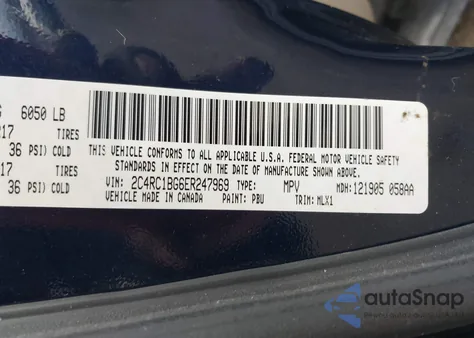 G 6050 LB
217 TIRES
36 PSI) COLD
17 TIRES
36 PSI) COLD
THIS VEHICLE CONFORMS TO ALL APPLICABLE U.S.A. FEDERAL MOTOR VEHICLE SAFETY
STANDARDS IN EFFECT ON THE DATE OF MANUFACTURE SHOWN ABOVE.
VIN: 2C4RC1BG6ER247969 TYPE: MPV MDH: 121905 058AA
VEHICLE MADE IN CANADA PAINT: PBU TRIM: MLX1
autoSnap